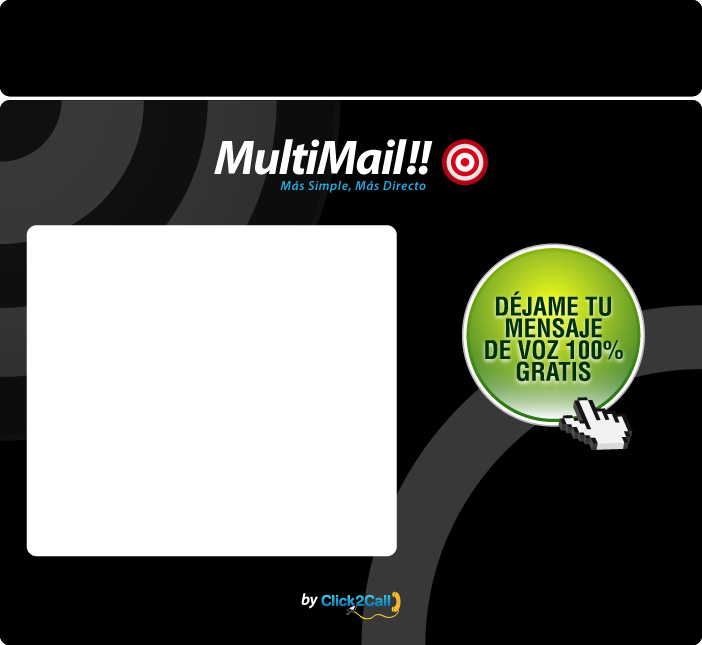 MultiMail!!
Más Simple, Más Directo
DÉJAME TU
MENSAJE
DE VOZ 100%
GRATIS
by Click2Call